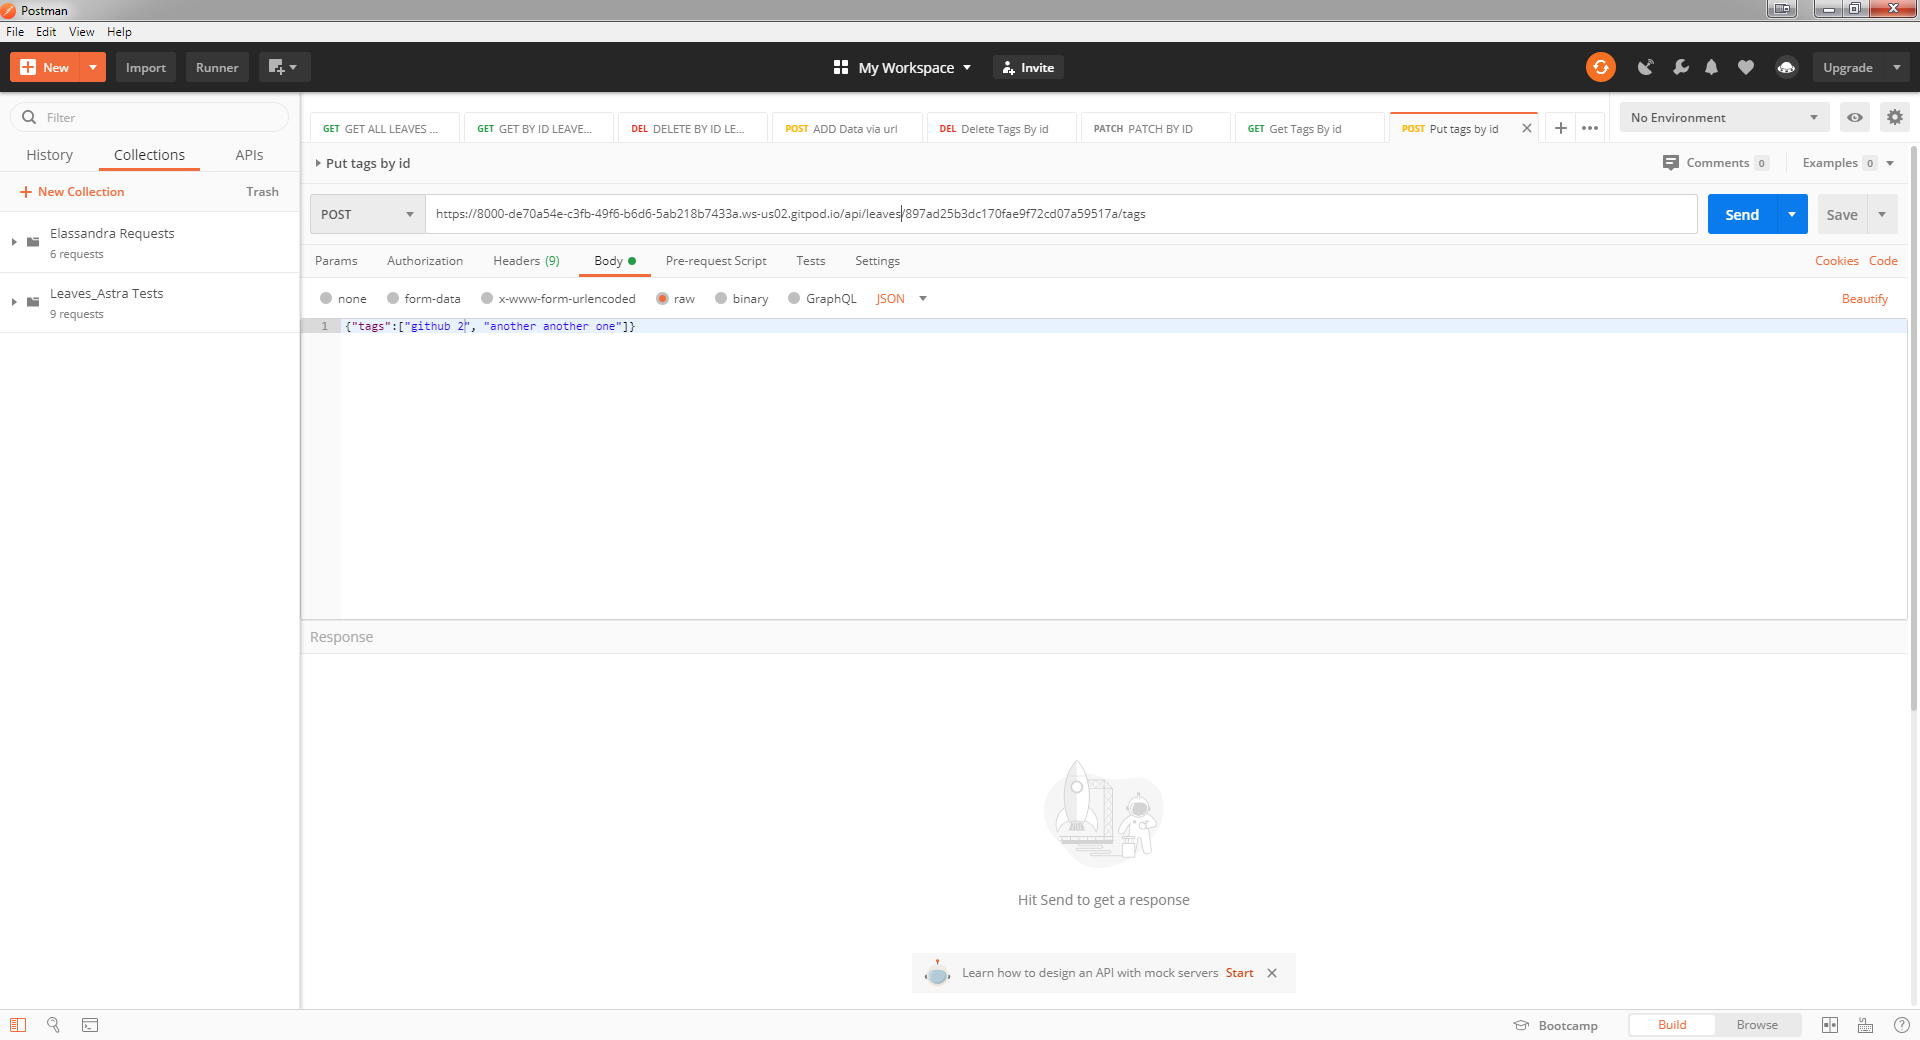 Postman
File Edit View Help
New Import Runner My Workspace Invite Upgrade
Filter
History Collections APIs
New Collection Trash
Elassandra Requests
6 requests
Leaves_Astra Tests
9 requests
GET GET ALL LEAVES ... GET GET BY ID LEAVE... DEL DELETE BY ID LE... POST ADD Data via url DEL Delete Tags By id PATCH PATCH BY ID GET Get Tags By id POST Put tags by id No Environment
Put tags by id Comments 0 Examples 0
POST https://8000-de70a54e-c3fb-49f6-b6d6-5ab218b7433a.ws-us02.gitpod.io/api/leaves/897ad25b3dc170fae9f72cd07a59517a/tags Send Save
Params Authorization Headers (9) Body Pre-request Script Tests Settings Cookies Code
none form-data x-www-form-urlencoded raw binary GraphQL JSON Beautify
1 {"tags":["github 2", "another another one"]}
Response
Hit Send to get a response
Learn how to design an API with mock servers Start
Bootcamp Build Browse